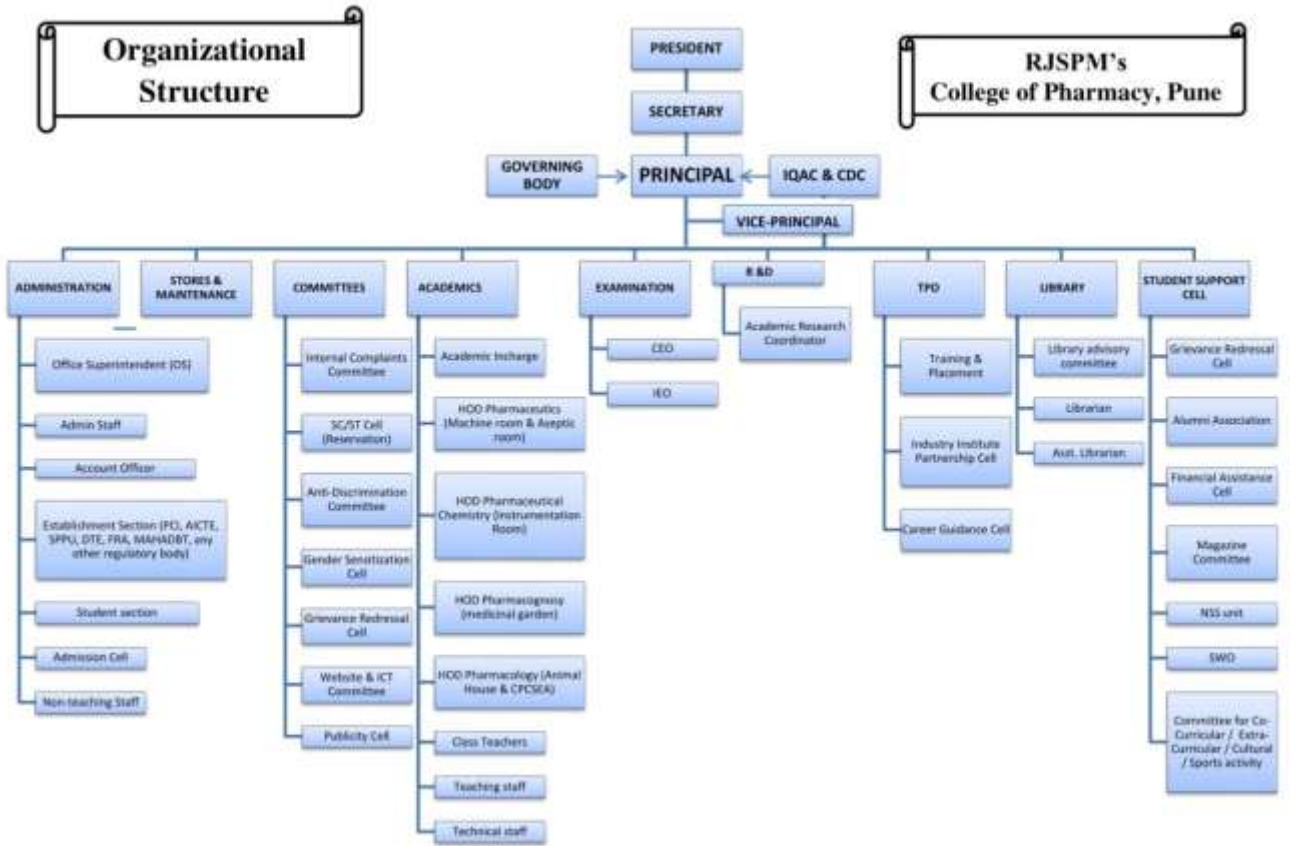 Organizational
Structure
RJSPM's
College of Pharmacy, Pune
PRESIDENT
SECRETARY
GOVERNING
BODY
PRINCIPAL
IQAC & CDC
VICE-PRINCIPAL
ADMINISTRATION
Office Superintendent (OS)
Admin Staff
Account Officer
Establishment Section (PCI, AICTE,
SPPU, DTE, FRA, MAHADBT, any
other regulatory body)
Student section
Admission Cell
Non-teaching Staff
STORES &
MAINTENANCE
COMMITTEES
Internal Complaints
Committee
SC/ST Cell
(Reservation)
Anti-Discrimination
Committee
Gender Sensitization
Cell
Grievance Redressal
Cell
Website & ICT
Committee
Publicity Cell
ACADEMICS
Academic Incharge
HOD Pharmaceutics
(Machine room & Aseptic
room)
HOD Pharmaceutical
Chemistry (Instrumentation
Room)
HOD Pharmacognosy
(medicinal garden)
HOD Pharmacology (Animal
House & CPCSEA)
Class Teachers
Teaching staff
Technical staff
EXAMINATION
CEO
IEO
R &D
Academic Research
Coordinator
TPO
Training &
Placement
Industry Institute
Partnership Cell
Career Guidance Cell
LIBRARY
Library advisory
committee
Librarian
Asst. Librarian
STUDENT SUPPORT
CELL
Grievance Redressal
Cell
Alumni Association
Financial Assistance
Cell
Magazine
Committee
NSS unit
SWO
Committee for Co-
Curricular / Extra-
Curricular / Cultural
/ Sports activity